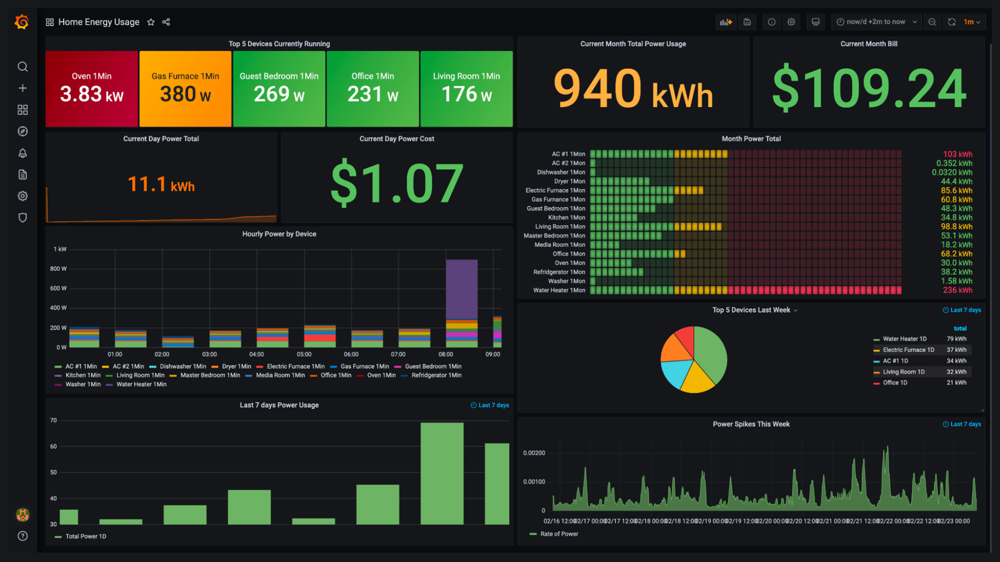 Home Energy Usage
now/d +2m to now
1m
Top 5 Devices Currently Running
Oven 1Min
3.83 kW
Gas Furnace 1Min
380 W
Guest Bedroom 1Min
269 W
Office 1Min
231 W
Living Room 1Min
176 W
Current Month Total Power Usage
940 kWh
Current Month Bill
$109.24
Current Day Power Total
11.1 kWh
Current Day Power Cost
$1.07
Month Power Total
AC #1 1Mon 103 kWh
AC #2 1Mon 0.352 kWh
Dishwasher 1Mon 0.0320 kWh
Dryer 1Mon 44.4 kWh
Electric Furnace 1Mon 85.6 kWh
Gas Furnance 1Mon 60.8 kWh
Guest Bedroom 1Mon 48.3 kWh
Kitchen 1Mon 34.8 kWh
Living Room 1Mon 98.8 kWh
Master Bedroom 1Mon 53.1 kWh
Media Room 1Mon 18.2 kWh
Office 1Mon 68.2 kWh
Oven 1Mon 30.0 kWh
Refridgerator 1Mon 38.2 kWh
Washer 1Mon 1.58 kWh
Water Heater 1Mon 236 kWh
Hourly Power by Device
1 kW
800 W
600 W
400 W
200 W
0 W
01:00 02:00 03:00 04:00 05:00 06:00 07:00 08:00 09:00
AC #1 1Min AC #2 1Min Dishwasher 1Min Dryer 1Min Electric Furnace 1Min Gas Furnace 1Min Guest Bedroom 1Min
Kitchen 1Min Living Room 1Min Master Bedroom 1Min Media Room 1Min Office 1Min Oven 1Min Refridgerator 1Min
Washer 1Min Water Heater 1Min
Top 5 Devices Last Week
Last 7 days
total
Water Heater 1D 79 kWh
Electric Furnace 1D 37 kWh
AC #1 1D 34 kWh
Living Room 1D 32 kWh
Office 1D 21 kWh
Last 7 days Power Usage
Last 7 days
70
60
50
40
30
Total Power 1D
Power Spikes This Week
Last 7 days
0.00200
0.00100
0
02/16 12:00 02/17 00:00 02/17 12:00 02/18 00:00 02/18 12:00 02/19 00:00 02/19 12:00 02/20 00:00 02/20 12:00 02/21 00:00 02/21 12:00 02/22 00:00 02/22 12:00 02/23 00:00
Rate of Power